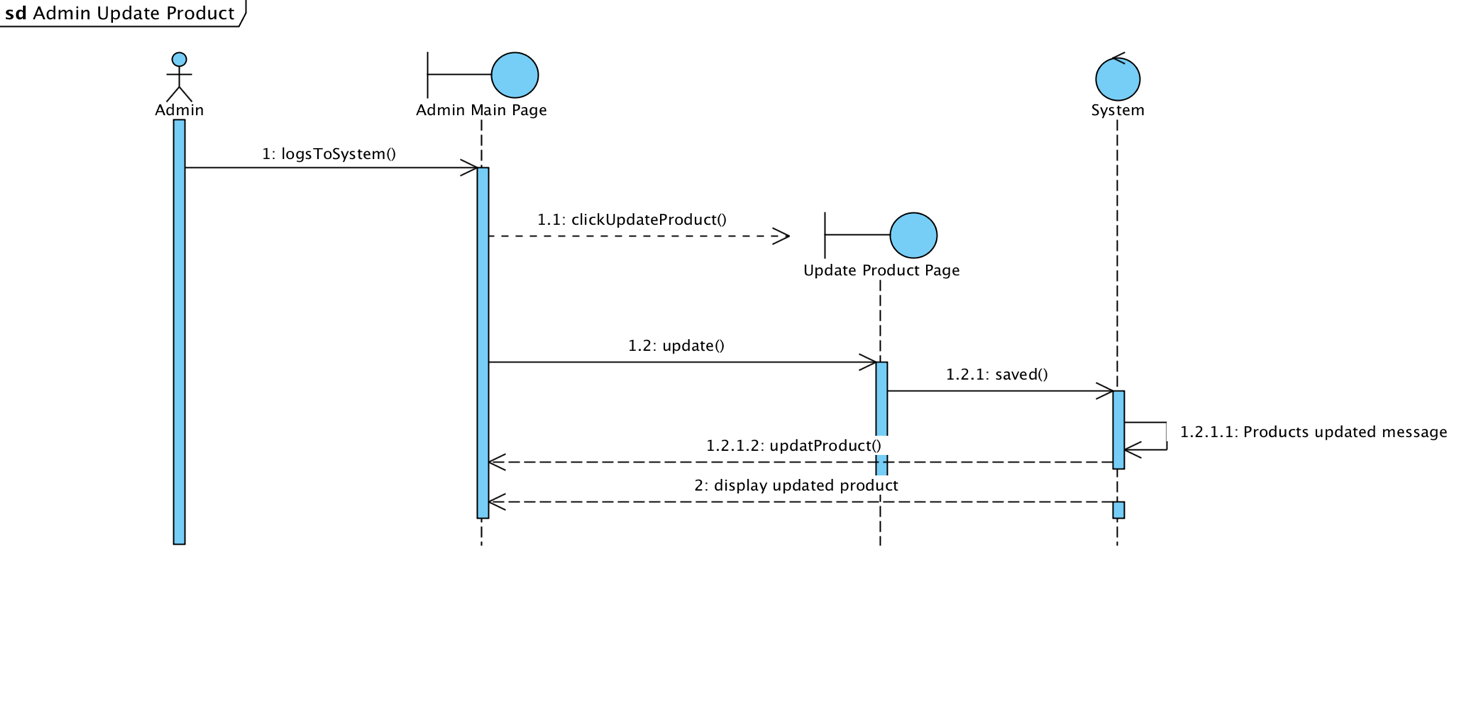 sd Admin Update Product
Admin
Admin Main Page
System
1: logsToSystem()
1.1: clickUpdateProduct()
Update Product Page
1.2: update()
1.2.1: saved()
1.2.1.1: Products updated message
1.2.1.2: updatProduct()
2: display updated product